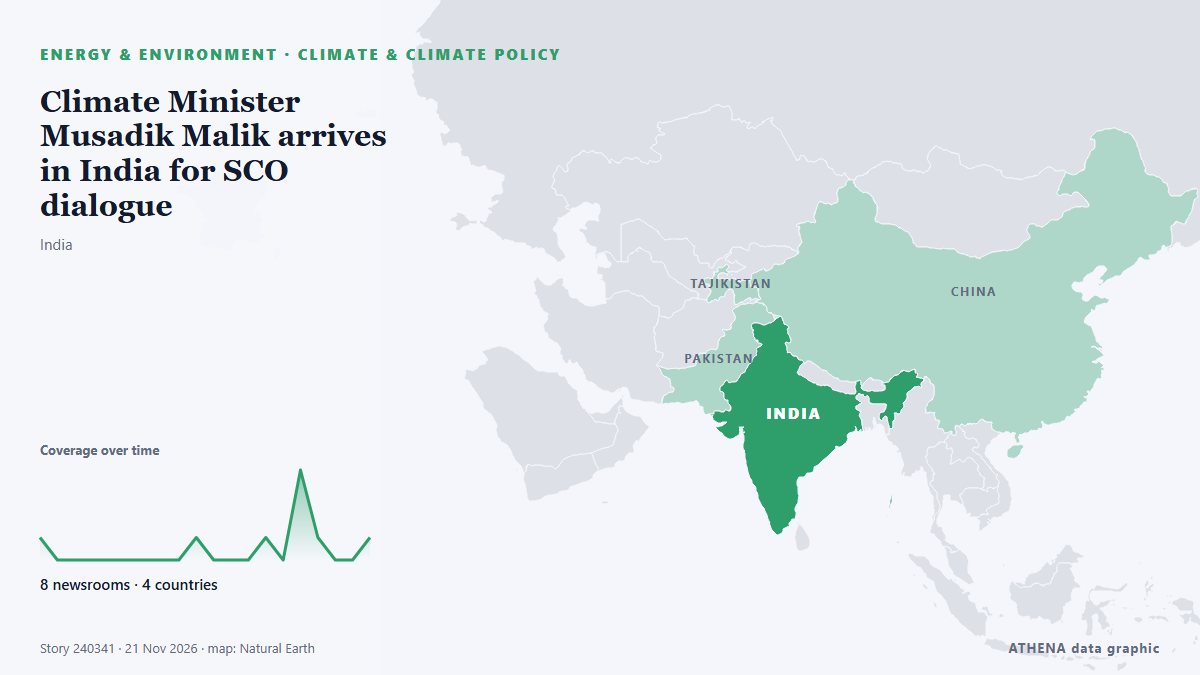 ENERGY & ENVIRONMENT · CLIMATE & CLIMATE POLICY
Climate Minister
Musadik Malik arrives
in India for SCO
dialogue
India
TAJIKISTAN
CHINA
PAKISTAN
INDIA
Coverage over time
8 newsrooms · 4 countries
Story 240341 · 21 Nov 2026 · map: Natural Earth
ATHENA data graphic